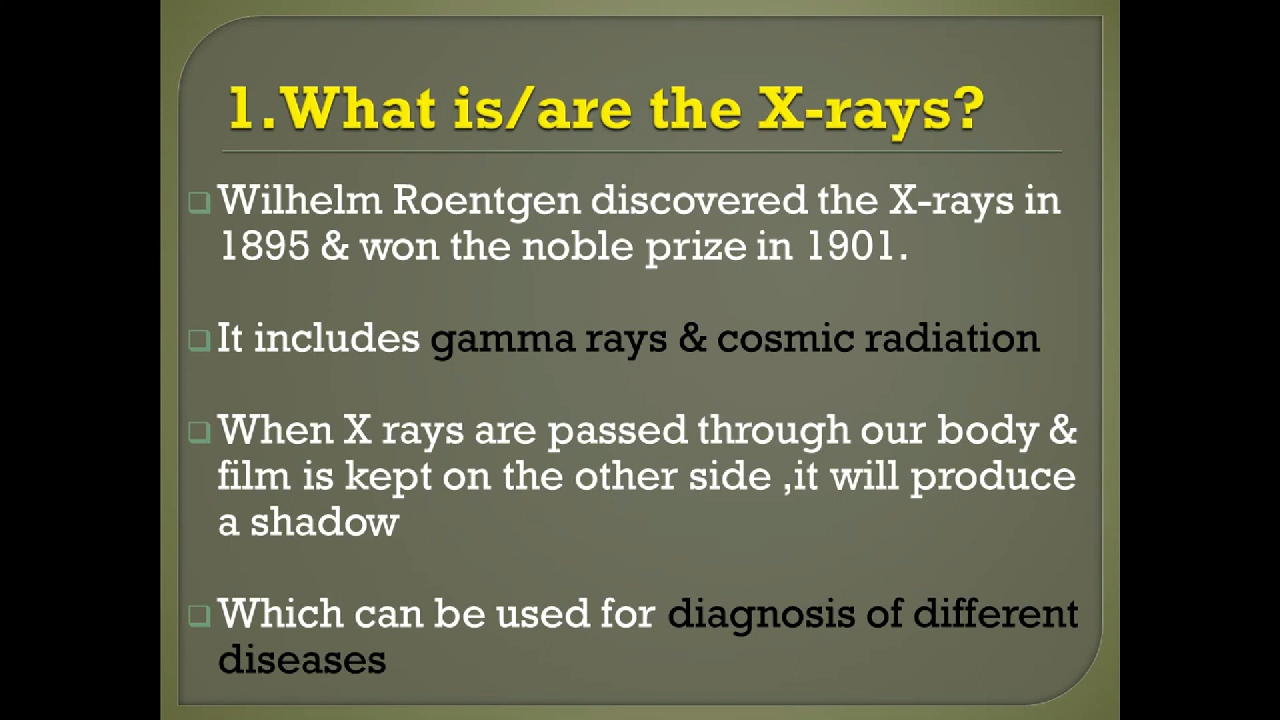 1.What is/are the X-rays?
Wilhelm Roentgen discovered the X-rays in
1895 & won the noble prize in 1901.
It includes gamma rays & cosmic radiation
When X rays are passed through our body &
film is kept on the other side ,it will produce
a shadow
Which can be used for diagnosis of different
diseases